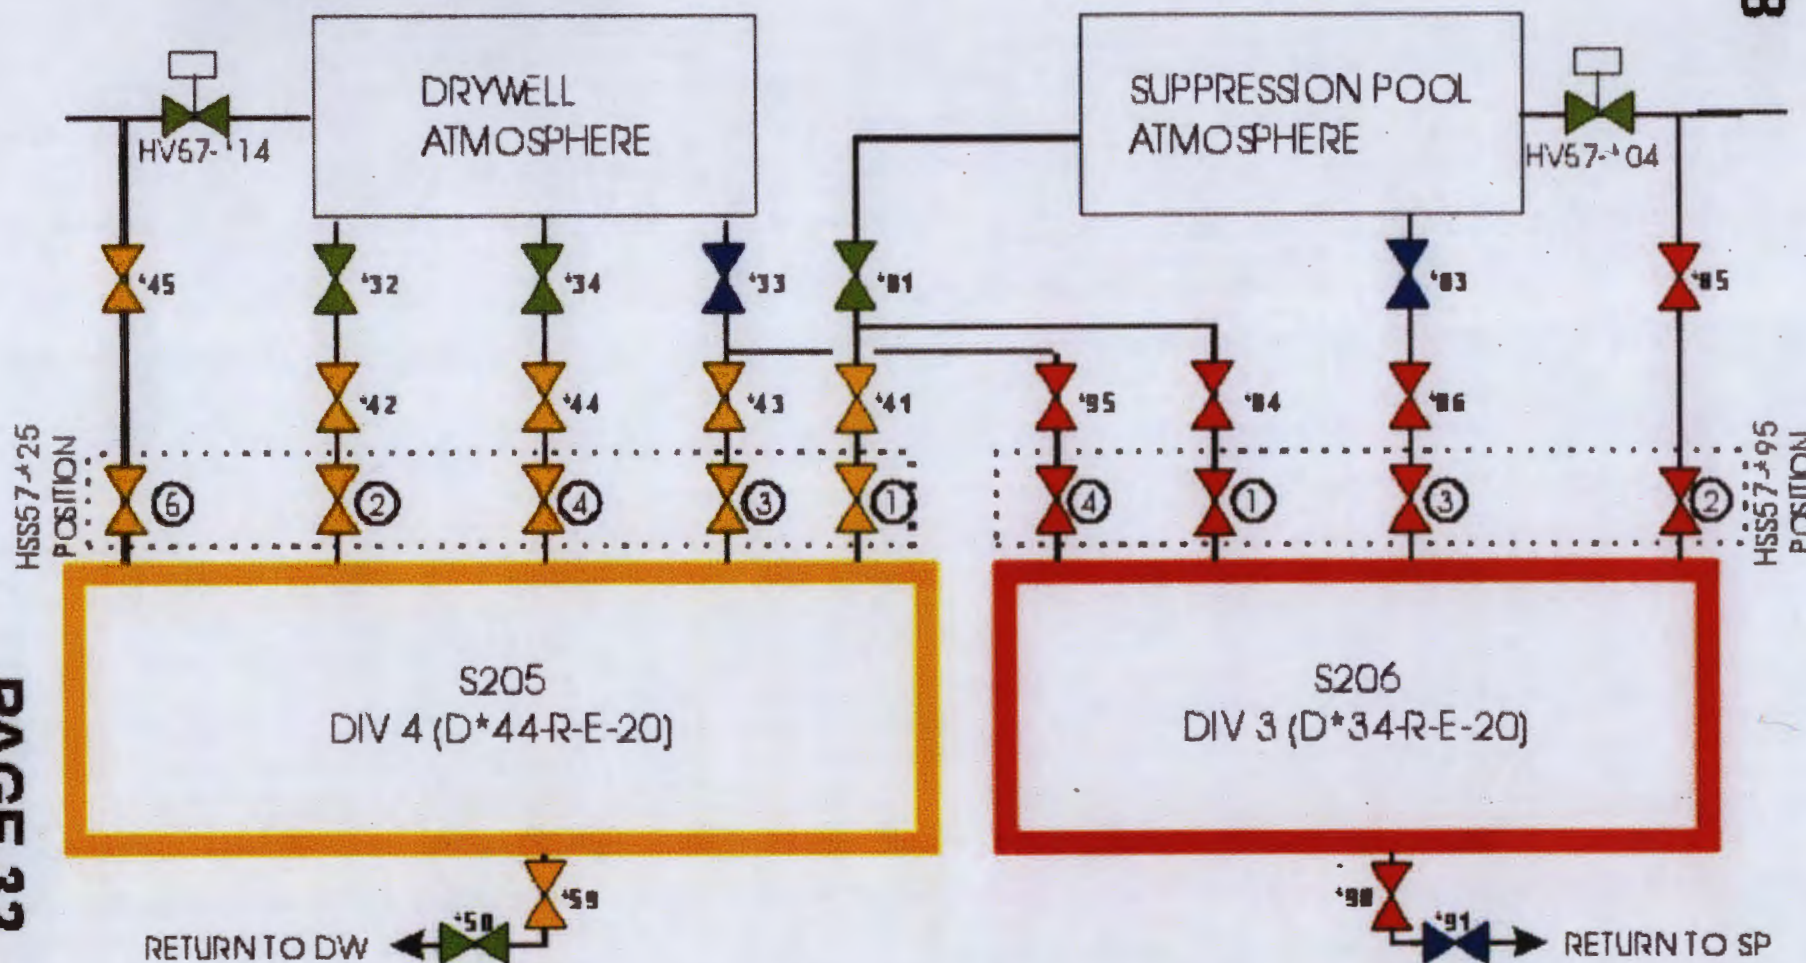 B
DRYWELL
ATMOSPHERE
SUPPRESSION POOL
ATMOSPHERE
HV57-*14
HV57-*04
*45
*32
*34
*33
*81
*83
*85
*42
*44
*43
*41
*95
*84
*86
HSS57-*25
POSITION
6
2
4
3
1
4
1
3
2
HSS57-*95
POSITION
S205
DIV 4 (D*44-R-E-20)
S206
DIV 3 (D*34-R-E-20)
PAGE 32
*59
*50
RETURN TO DW
*90
*91
RETURN TO SP